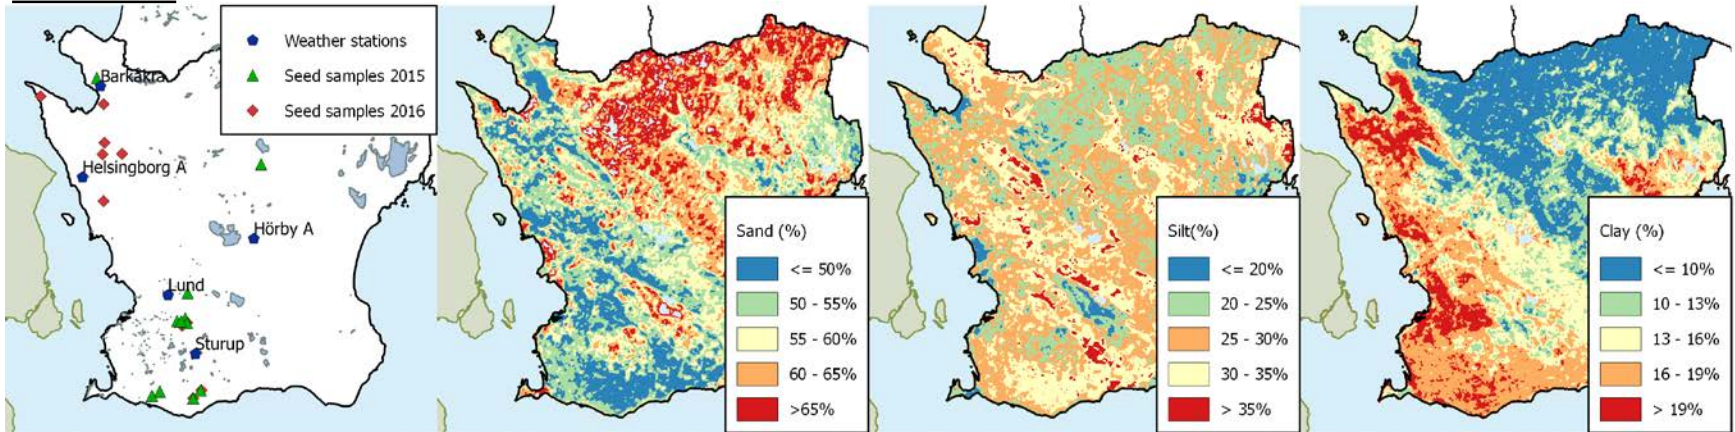 Weather stations
Seed samples 2015
Seed samples 2016
Barkåkra
Helsingborg A
Hörby A
Lund
Sturup
Sand (%)
<= 50%
50 - 55%
55 - 60%
60 - 65%
>65%
Silt(%)
<= 20%
20 - 25%
25 - 30%
30 - 35%
> 35%
Clay (%)
<= 10%
10 - 13%
13 - 16%
16 - 19%
> 19%